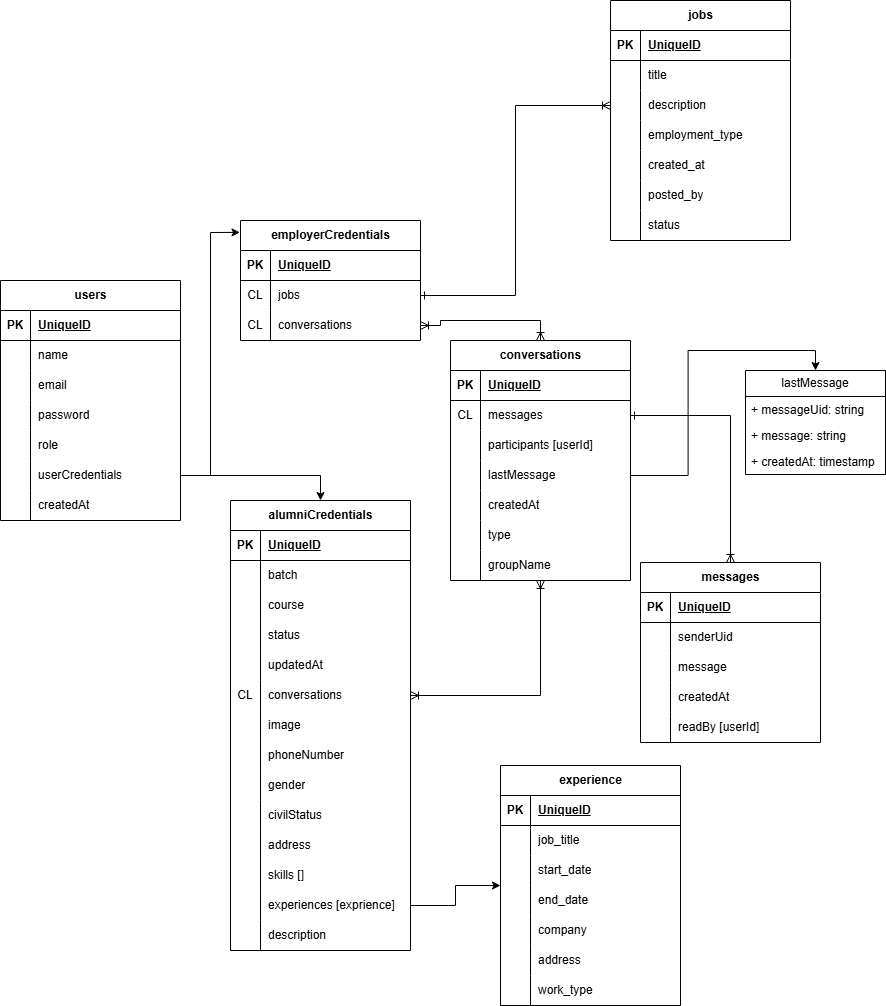 jobs
PK UniqueID
title
description
employment_type
created_at
posted_by
status
employerCredentials
PK UniqueID
CL jobs
CL conversations
users
PK UniqueID
name
email
password
role
userCredentials
createdAt
conversations
PK UniqueID
CL messages
participants [userId]
lastMessage
createdAt
type
groupName
lastMessage
+ messageUid: string
+ message: string
+ createdAt: timestamp
alumniCredentials
PK UniqueID
batch
course
status
updatedAt
CL conversations
image
phoneNumber
gender
civilStatus
address
skills []
experiences [exprience]
description
messages
PK UniqueID
senderUid
message
createdAt
readBy [userId]
experience
PK UniqueID
job_title
start_date
end_date
company
address
work_type